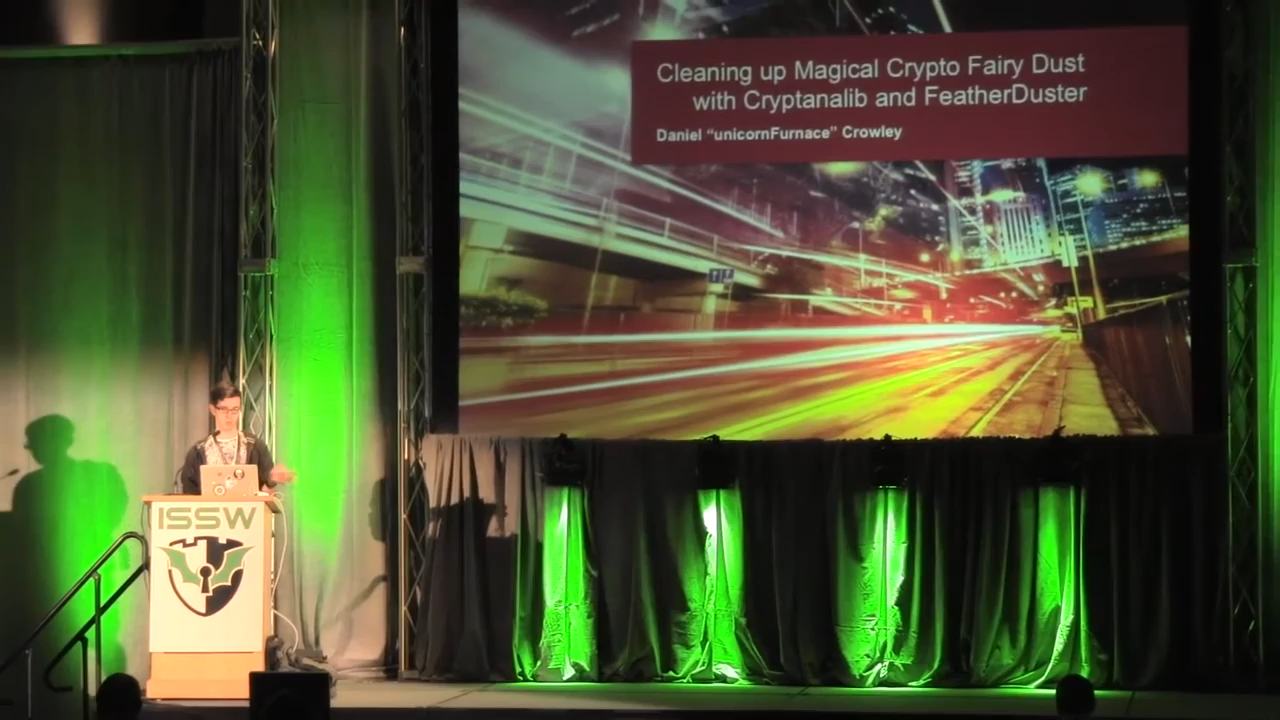 Cleaning up Magical Crypto Fairy Dust
with Cryptanalib and FeatherDuster
Daniel “unicornFurnace” Crowley
ISSW